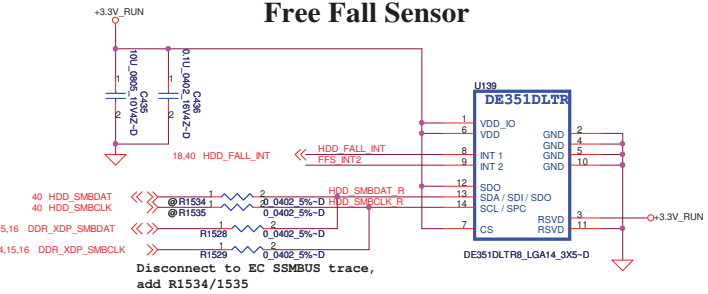 Free Fall Sensor
+3.3V_RUN
1
10U_0805_10V4Z~D
C435
2
1
0.1U_0402_16V4Z~D
C436
2
U139
DE351DLTR
1 VDD_IO
6 VDD
GND 2
GND 4
GND 5
GND 10
18,40 HDD_FALL_INT
HDD_FALL_INT
8 INT 1
FFS_INT2
9 INT 2
12 SDO
40 HDD_SMBDAT
@R1534 1 2 0_0402_5%~D
HDD_SMBDAT_R
13 SDA / SDI / SDO
40 HDD_SMBCLK
@R1535 1 2 0_0402_5%~D
HDD_SMBCLK_R
14 SCL / SPC
RSVD 3
+3.3V_RUN
RSVD 11
7 CS
5,16 DDR_XDP_SMBDAT
R1528 1 2 0_0402_5%~D
4,15,16 DDR_XDP_SMBCLK
R1529 1 2 0_0402_5%~D
DE351DLTR8_LGA14_3X5~D
Disconnect to EC SSMBUS trace,
add R1534/1535